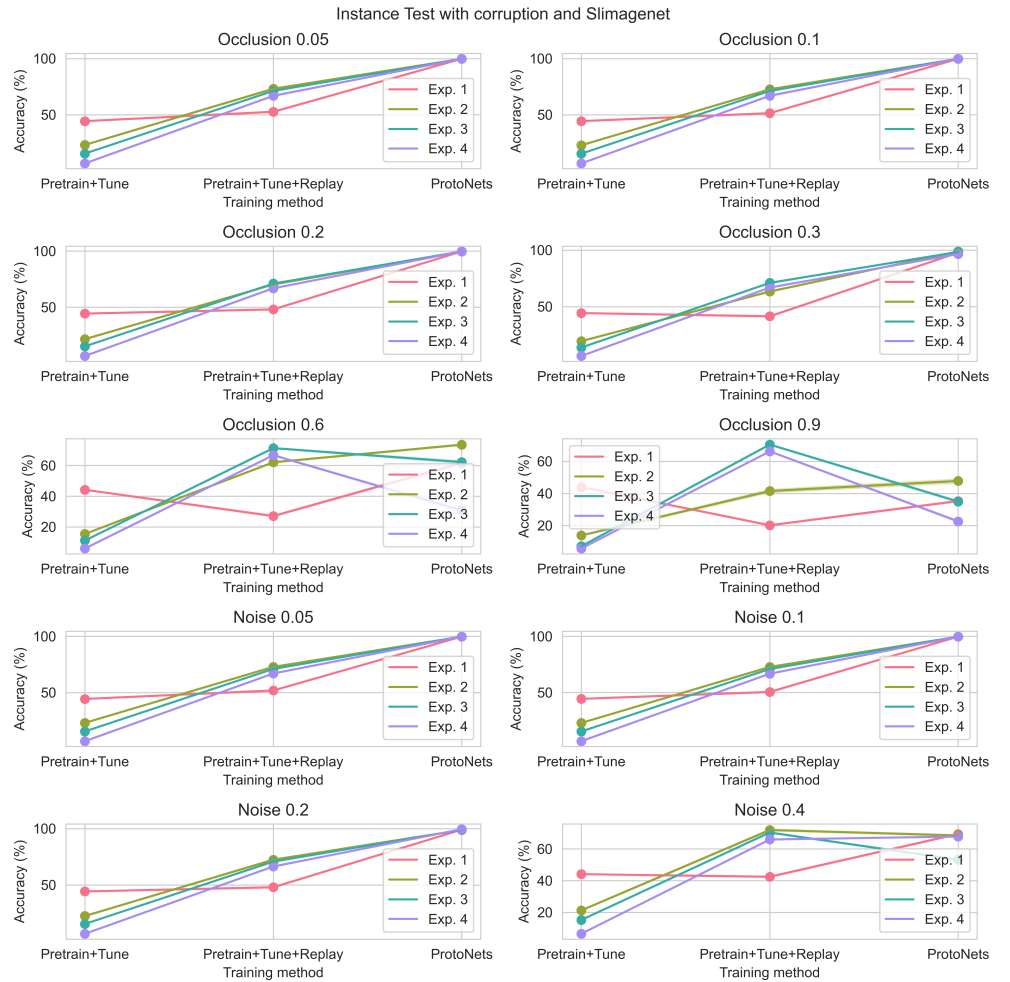 Instance Test with corruption and Slimagenet
Occlusion 0.05
Accuracy (%)
100
50
Exp. 1
Exp. 2
Exp. 3
Exp. 4
Pretrain+Tune
Pretrain+Tune+Replay
ProtoNets
Training method
Occlusion 0.1
Accuracy (%)
100
50
Exp. 1
Exp. 2
Exp. 3
Exp. 4
Pretrain+Tune
Pretrain+Tune+Replay
ProtoNets
Training method
Occlusion 0.2
Accuracy (%)
100
50
Exp. 1
Exp. 2
Exp. 3
Exp. 4
Pretrain+Tune
Pretrain+Tune+Replay
ProtoNets
Training method
Occlusion 0.3
Accuracy (%)
100
50
Exp. 1
Exp. 2
Exp. 3
Exp. 4
Pretrain+Tune
Pretrain+Tune+Replay
ProtoNets
Training method
Occlusion 0.6
Accuracy (%)
60
40
20
Exp. 1
Exp. 2
Exp. 3
Exp. 4
Pretrain+Tune
Pretrain+Tune+Replay
ProtoNets
Training method
Occlusion 0.9
Accuracy (%)
60
40
20
Exp. 1
Exp. 2
Exp. 3
Exp. 4
Pretrain+Tune
Pretrain+Tune+Replay
ProtoNets
Training method
Noise 0.05
Accuracy (%)
100
50
Exp. 1
Exp. 2
Exp. 3
Exp. 4
Pretrain+Tune
Pretrain+Tune+Replay
ProtoNets
Training method
Noise 0.1
Accuracy (%)
100
50
Exp. 1
Exp. 2
Exp. 3
Exp. 4
Pretrain+Tune
Pretrain+Tune+Replay
ProtoNets
Training method
Noise 0.2
Accuracy (%)
100
50
Exp. 1
Exp. 2
Exp. 3
Exp. 4
Pretrain+Tune
Pretrain+Tune+Replay
ProtoNets
Training method
Noise 0.4
Accuracy (%)
60
40
20
Exp. 1
Exp. 2
Exp. 3
Exp. 4
Pretrain+Tune
Pretrain+Tune+Replay
ProtoNets
Training method